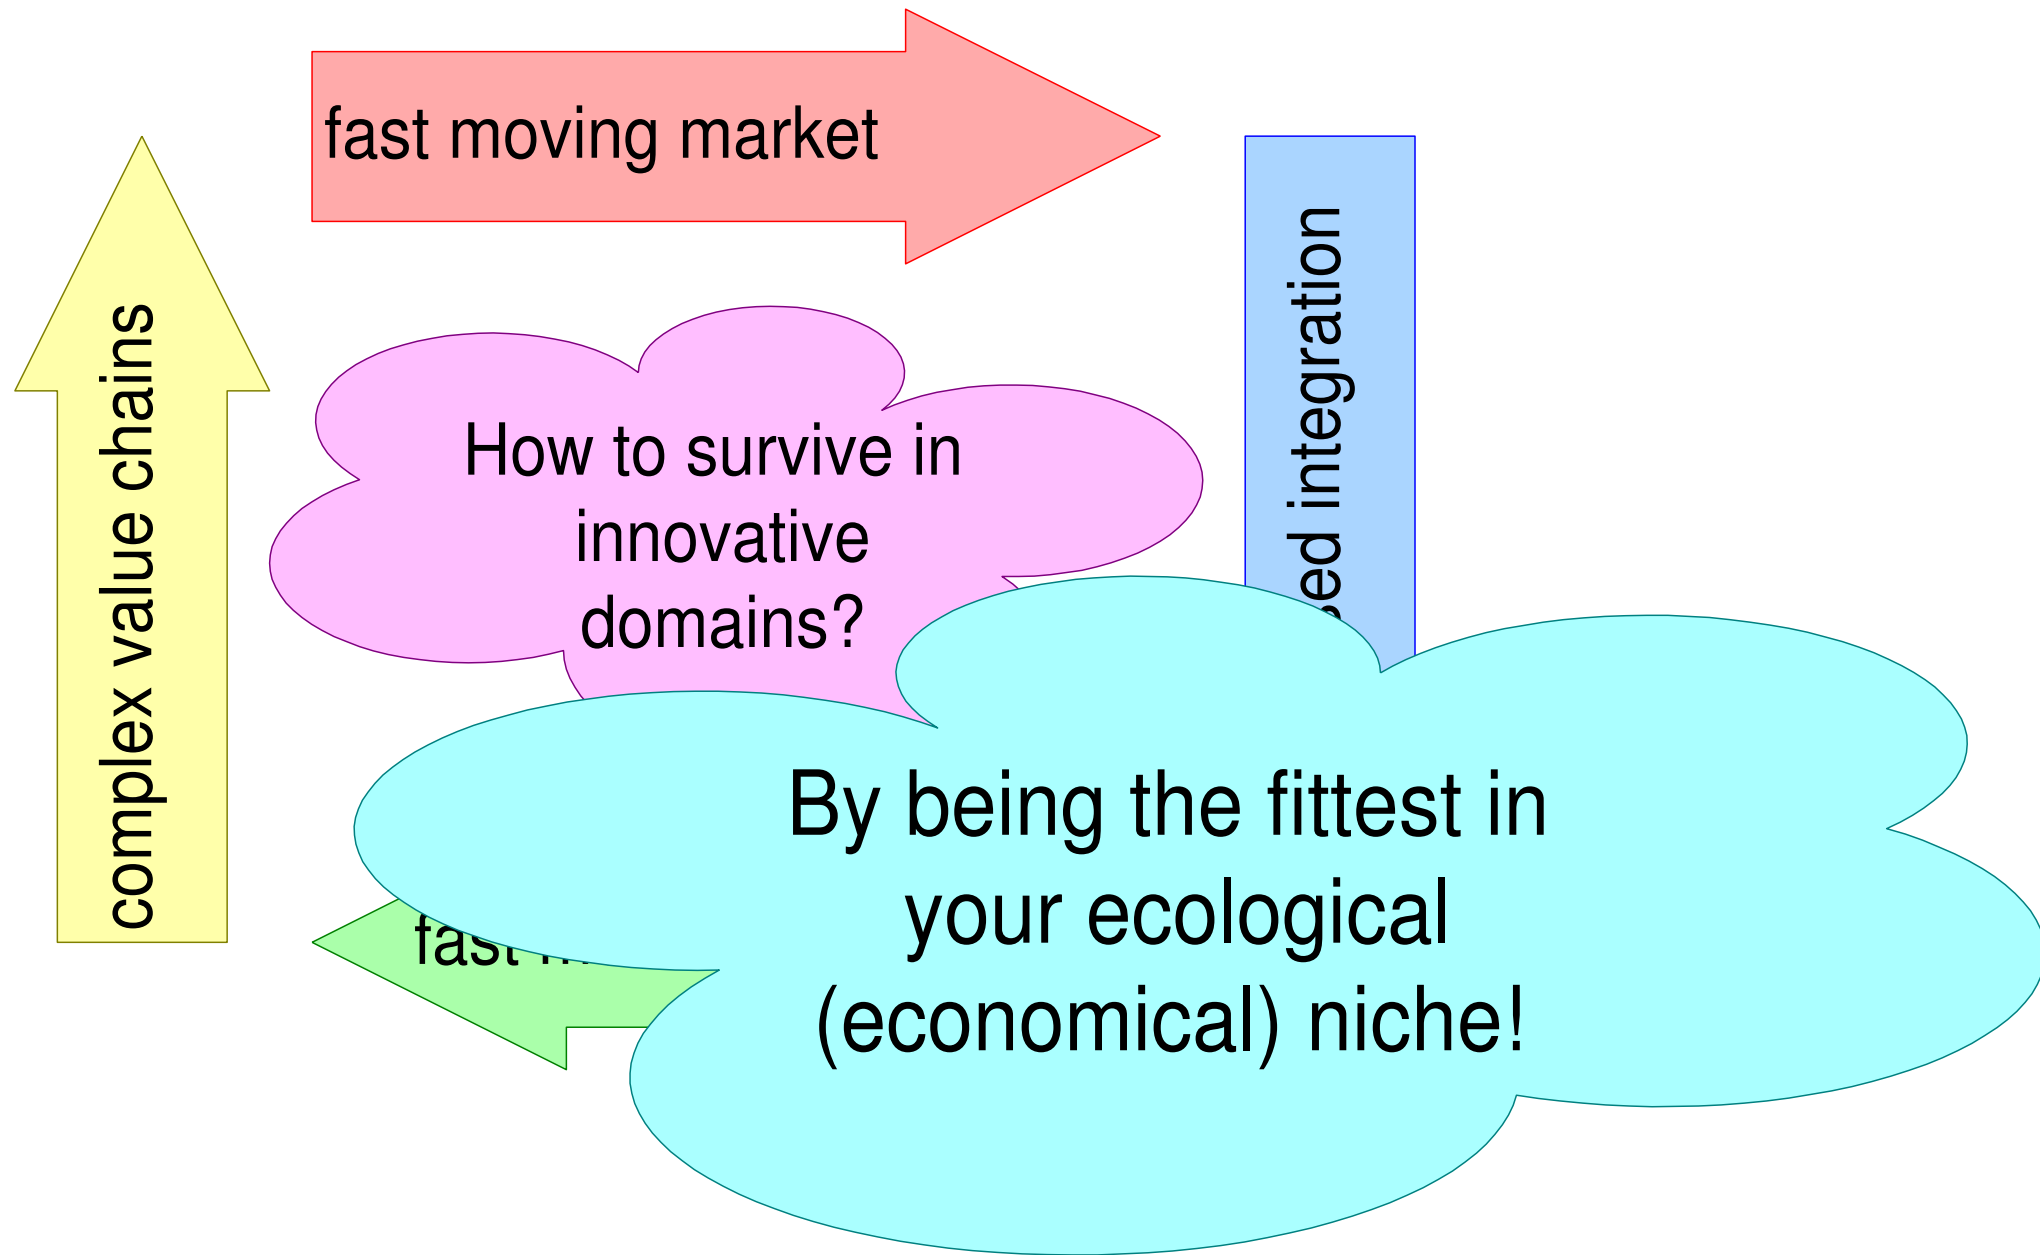 fast moving market
complex value chains
integration
How to survive in
innovative
domains?
By being the fittest in
your ecological
(economical) niche!
fast